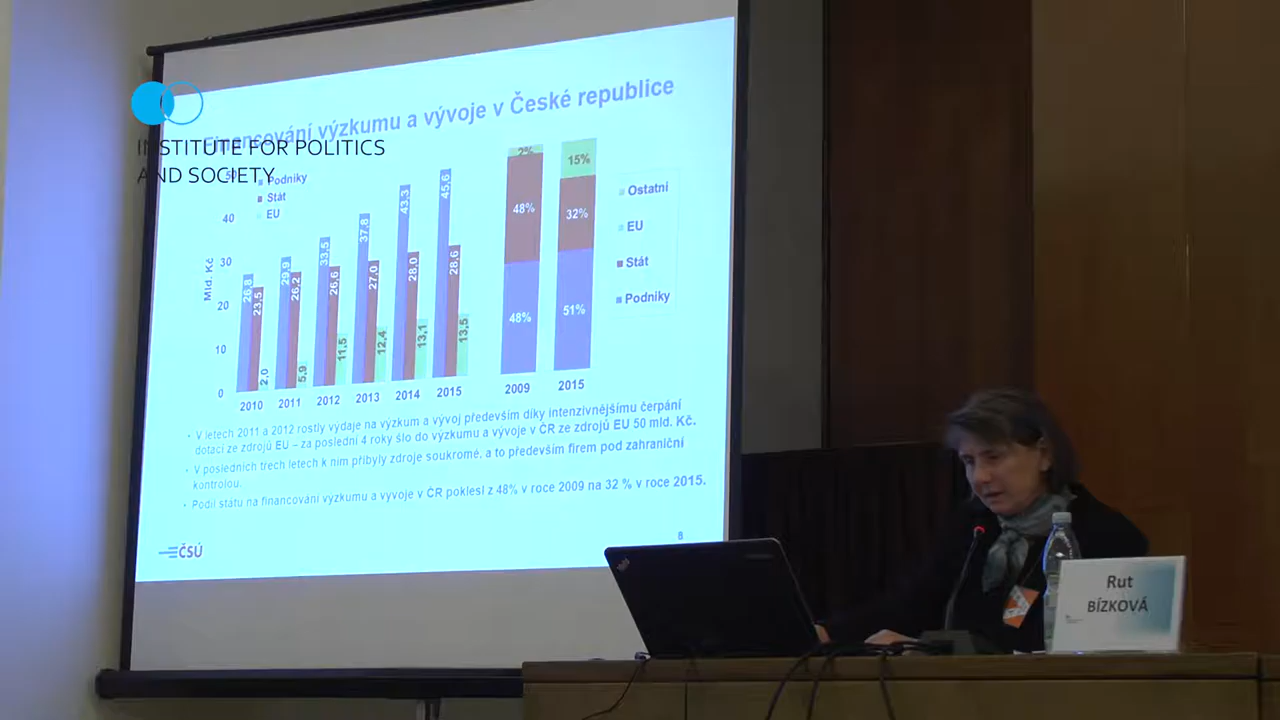 INSTITUTE FOR POLITICS
AND SOCIETY
Financování výzkumu a vývoje v České republice
50
40
30
20
10
0
Mld. Kč
Podniky
Stát
EU
26,8
23,5
2,0
29,9
26,2
5,9
33,5
26,6
11,5
37,8
27,0
12,4
43,3
28,0
13,1
45,6
28,6
13,5
2010
2011
2012
2013
2014
2015
2%
48%
48%
15%
32%
51%
2009
2015
Ostatní
EU
Stát
Podniky
• V letech 2011 a 2012 rostly výdaje na výzkum a vývoj především díky intenzivnějšímu čerpání
dotací ze zdrojů EU – za poslední 4 roky šlo do výzkumu a vývoje v ČR ze zdrojů EU 50 mld. Kč.
• V posledních trech letech k nim přibyly zdroje soukromé, a to především firem pod zahraniční
kontrolou.
• Podíl státu na financování výzkumu a vývoje v ČR poklesl z 48% v roce 2009 na 32 % v roce 2015.
ČSÚ
8
Rut
BÍZKOVÁ